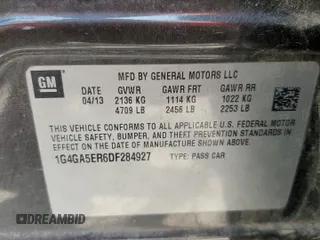 GM
MFD BY GENERAL MOTORS LLC
DATE GVWR GAWR FRT GAWR RR
04/13 2136 KG 1114 KG 1022 KG
4709 LB 2456 LB 2253 LB
THIS VEHICLE CONFORMS TO ALL APPLICABLE U.S. FEDERAL MOTOR
VEHICLE SAFETY, BUMPER, AND THEFT PREVENTION STANDARDS
IN EFFECT ON THE DATE OF MANUFACTURE SHOWN ABOVE.
1G4GA5ER6DF284927 TYPE: PASS CAR
DREAMBID